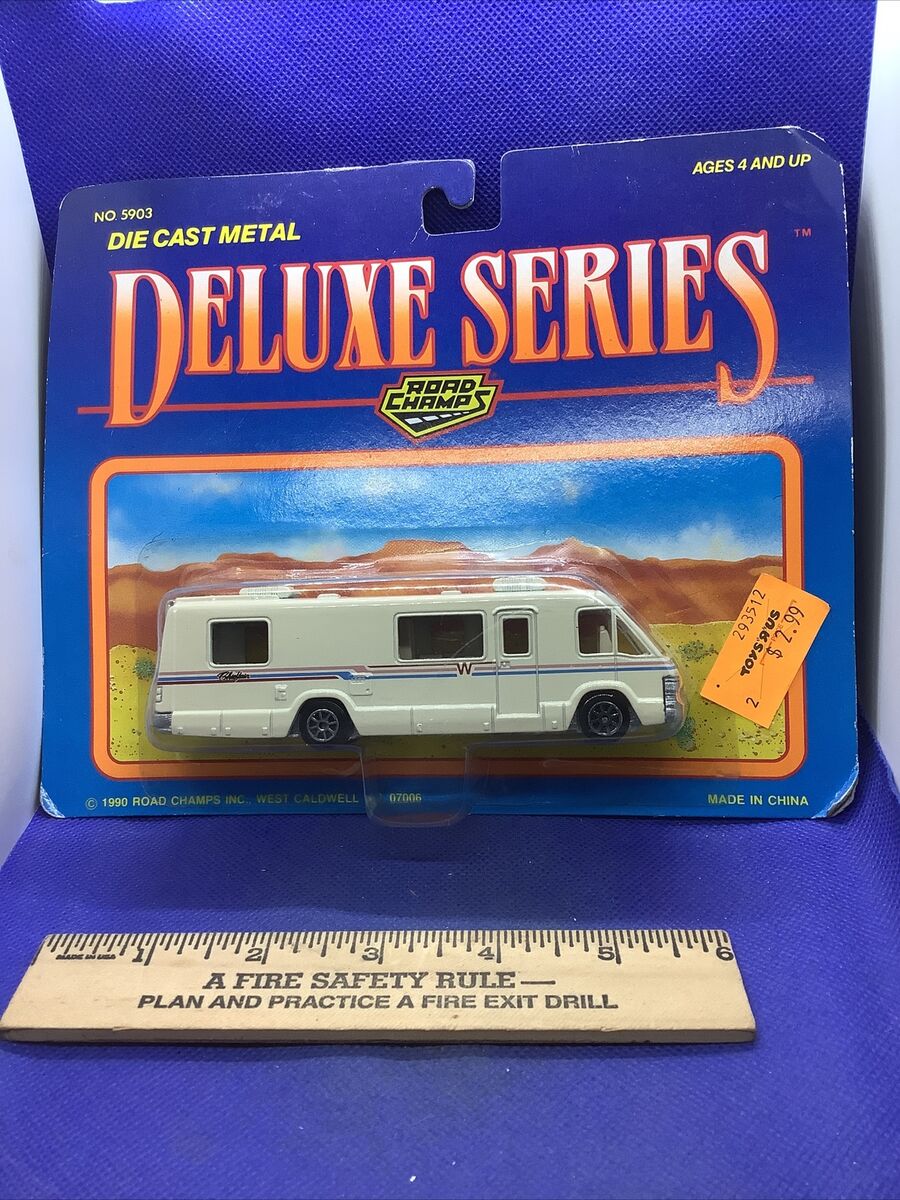 NO. 5903
AGES 4 AND UP
DIE CAST METAL
DELUXE SERIES™
ROAD CHAMPS
Chieftain
W
293512
TOYS R US
$2.99
2
© 1990 ROAD CHAMPS INC., WEST CALDWELL 07006
MADE IN CHINA
MADE IN USA
1 2 3 4 5 6
A FIRE SAFETY RULE—
PLAN AND PRACTICE A FIRE EXIT DRILL